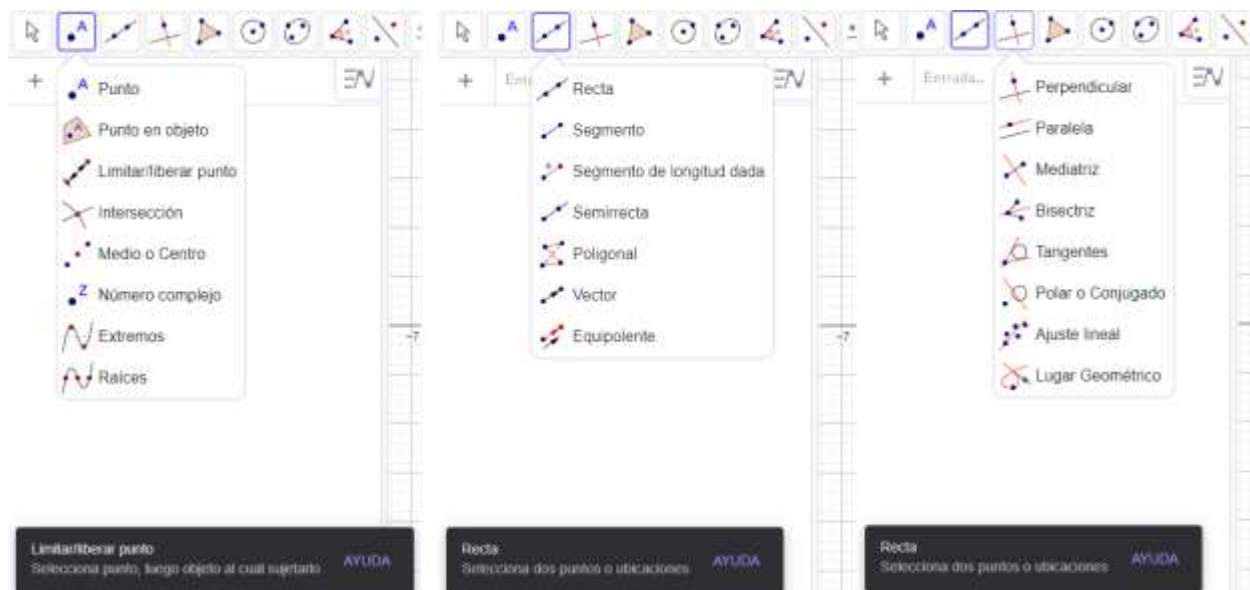 A
Punto
A Punto en objeto
Limitar/liberar punto
Intersección
Medio o Centro
Z Número complejo
Extremos
Raíces
-7
Limitar/liberar punto
Selecciona punto, luego objeto al cual sujetarlo
AYUDA
A
Recta
Segmento
Segmento de longitud dada
Semirrecta
Poligonal
Vector
Equipolente
-7
Recta
Selecciona dos puntos o ubicaciones
AYUDA
A
Entrada...
Perpendicular
Paralela
Mediatriz
Bisectriz
Tangentes
Polar o Conjugado
Ajuste lineal
Lugar Geométrico
Recta
Selecciona dos puntos o ubicaciones
AYUDA